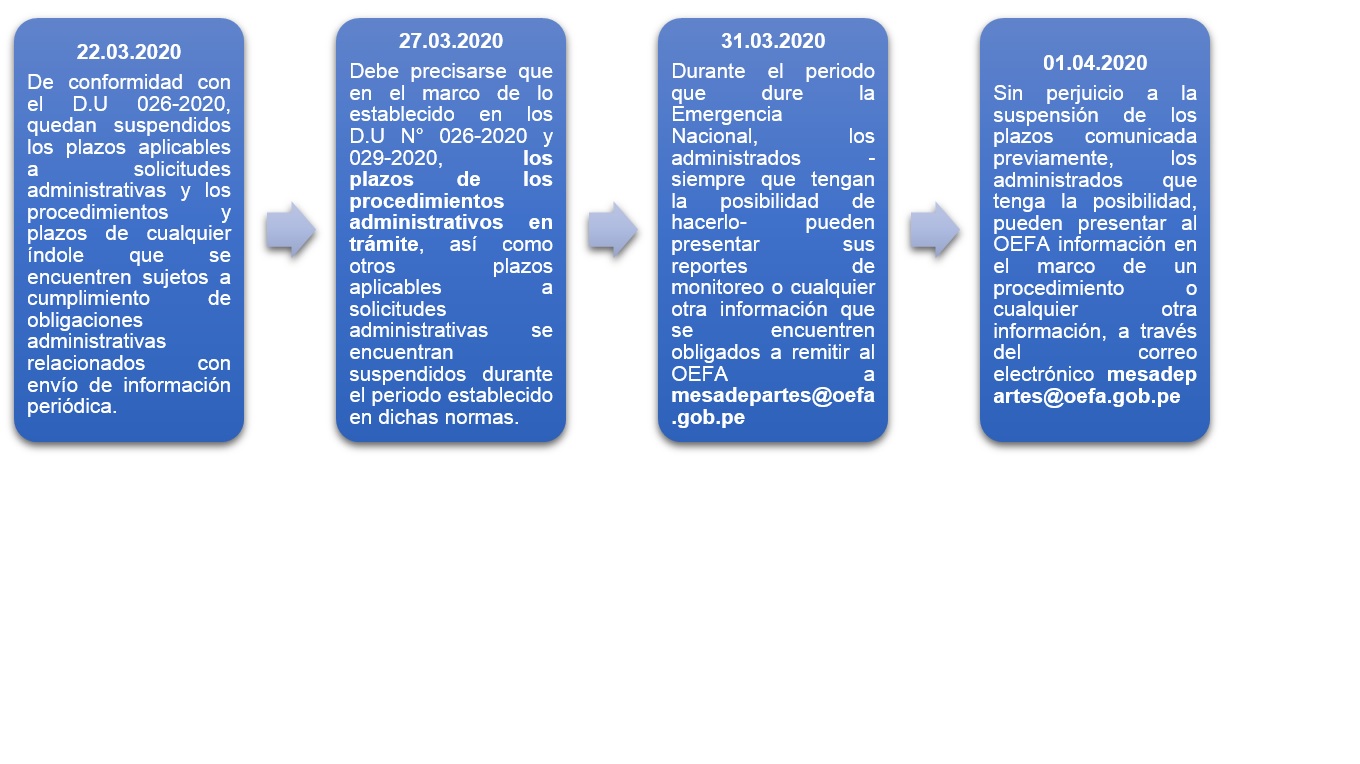 22.03.2020
De conformidad con
el D.U 026-2020,
quedan suspendidos
los plazos aplicables
a solicitudes
administrativas y los
procedimientos y
plazos de cualquier
índole que se
encuentren sujetos a
cumplimiento de
obligaciones
administrativas
relacionados con
envío de información
periódica.
27.03.2020
Debe precisarse que
en el marco de lo
establecido en los
D.U N° 026-2020 y
029-2020, los
plazos de los
procedimientos
administrativos en
trámite, así como
otros plazos
aplicables a
solicitudes
administrativas se
encuentran
suspendidos durante
el periodo establecido
en dichas normas.
31.03.2020
Durante el periodo
que dure la
Emergencia
Nacional, los
administrados -
siempre que tengan
la posibilidad de
hacerlo- pueden
presentar sus
reportes de
monitoreo o cualquier
otra información que
se encuentren
obligados a remitir al
OEFA a
mesadepartes@oefa
.gob.pe
01.04.2020
Sin perjuicio a la
suspensión de los
plazos comunicada
previamente, los
administrados que
tenga la posibilidad,
pueden presentar al
OEFA información en
el marco de un
procedimiento o
cualquier otra
información, a través
del correo
electrónico mesadep
artes@oefa.gob.pe